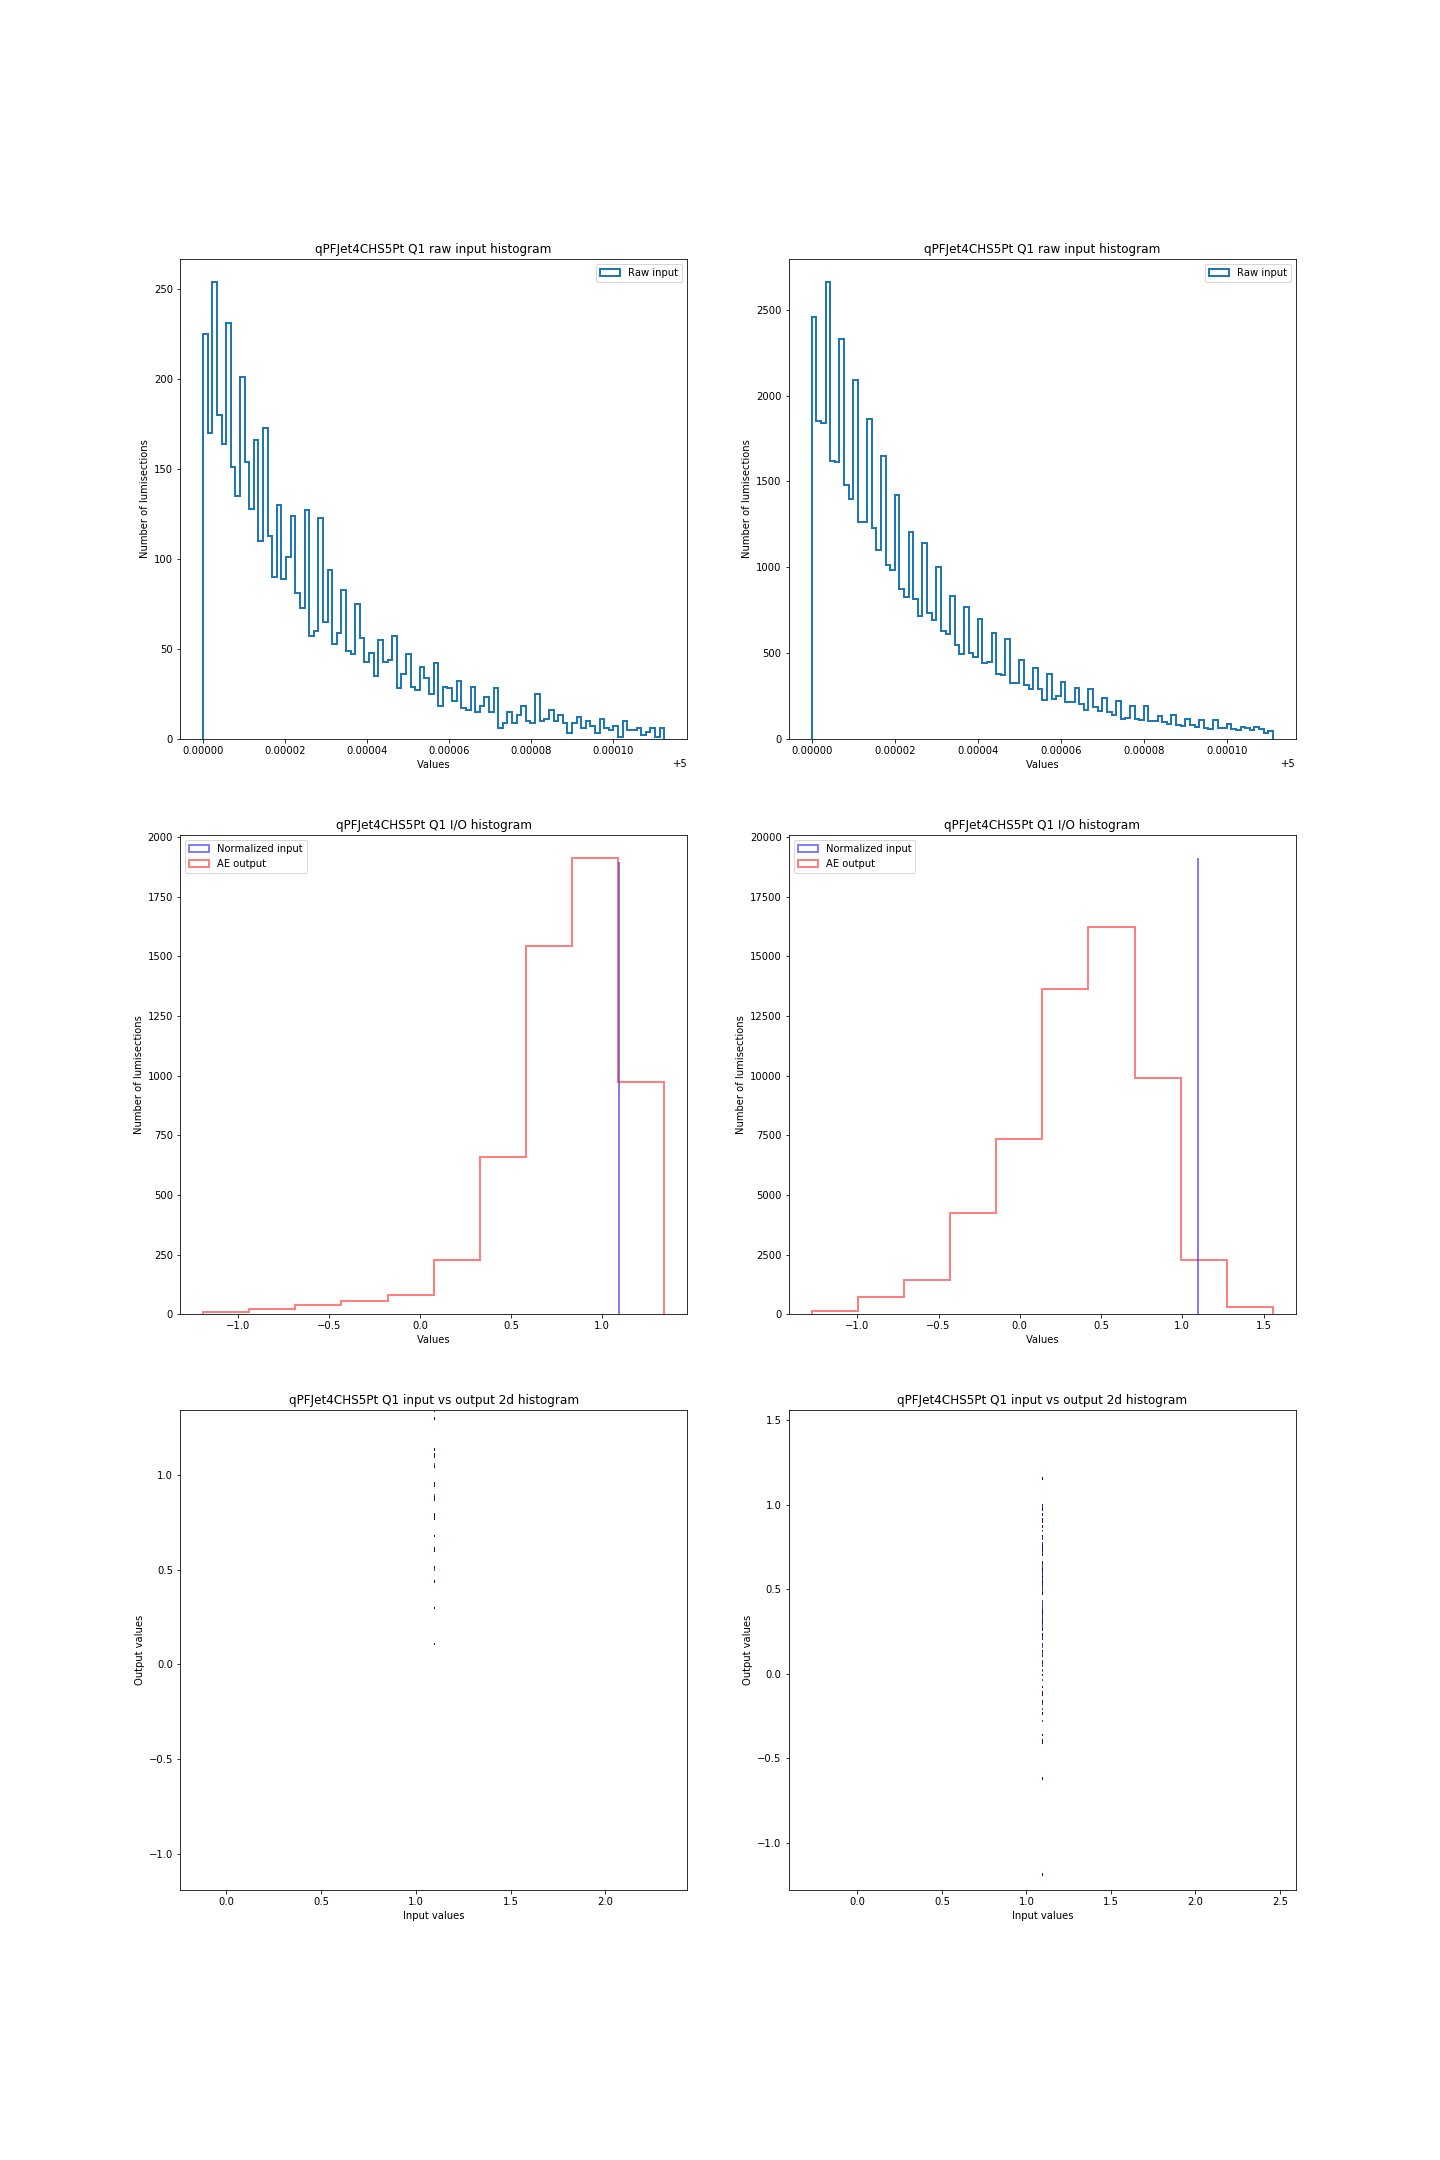 qPFJet4CHS5Pt Q1 raw input histogram
Raw input
Number of lumisections
250
200
150
100
50
0
0.00000 0.00002 0.00004 0.00006 0.00008 0.00010
Values
+5
qPFJet4CHS5Pt Q1 raw input histogram
Raw input
Number of lumisections
2500
2000
1500
1000
500
0
0.00000 0.00002 0.00004 0.00006 0.00008 0.00010
Values
+5
qPFJet4CHS5Pt Q1 I/O histogram
Normalized input
AE output
Number of lumisections
2000
1750
1500
1250
1000
750
500
250
0
−1.0 −0.5 0.0 0.5 1.0
Values
qPFJet4CHS5Pt Q1 I/O histogram
Normalized input
AE output
Number of lumisections
20000
17500
15000
12500
10000
7500
5000
2500
0
−1.0 −0.5 0.0 0.5 1.0 1.5
Values
qPFJet4CHS5Pt Q1 input vs output 2d histogram
Output values
1.0
0.5
0.0
−0.5
−1.0
0.0 0.5 1.0 1.5 2.0
Input values
qPFJet4CHS5Pt Q1 input vs output 2d histogram
Output values
1.5
1.0
0.5
0.0
−0.5
−1.0
0.0 0.5 1.0 1.5 2.0 2.5
Input values